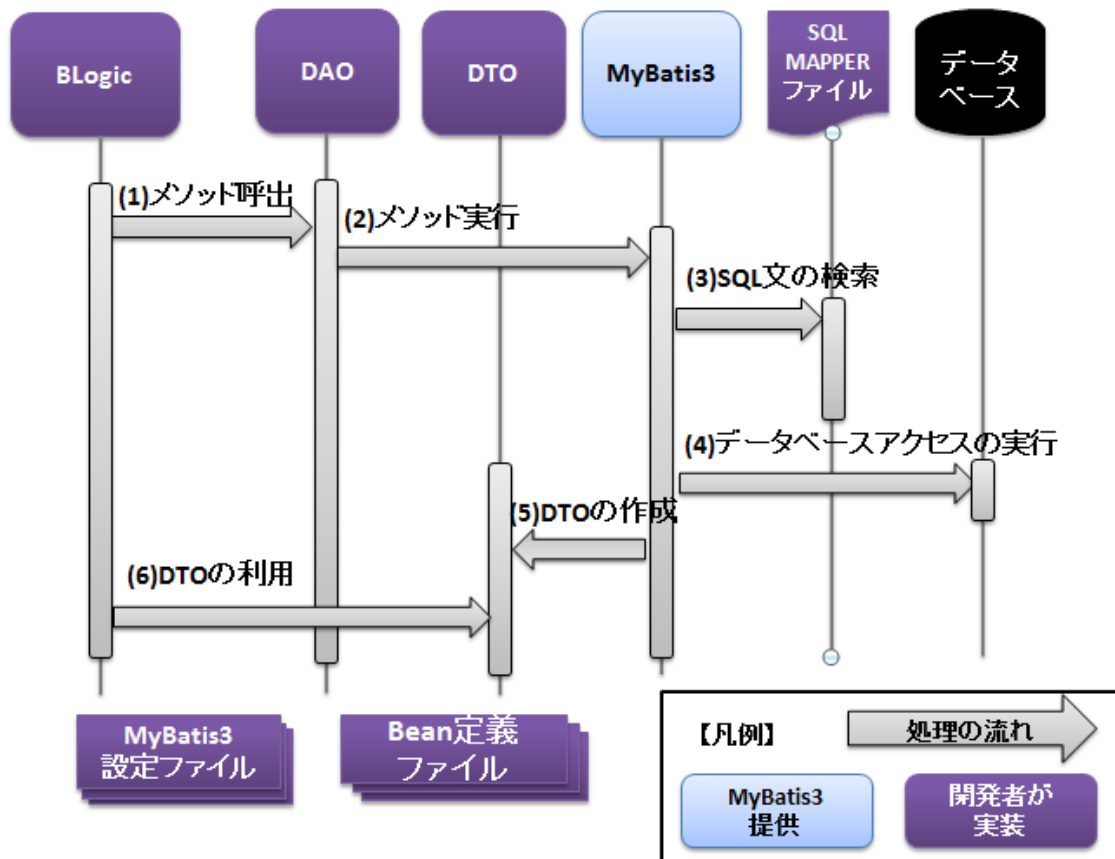 BLogic
DAO
DTO
MyBatis3
SQL
MAPPER
ファイル
データ
ベース
(1)メソッド呼出
(2)メソッド実行
(3)SQL文の検索
(4)データベースアクセスの実行
(5)DTOの作成
(6)DTOの利用
MyBatis3
設定ファイル
Bean定義
ファイル
【凡例】
処理の流れ
MyBatis3
提供
開発者が
実装